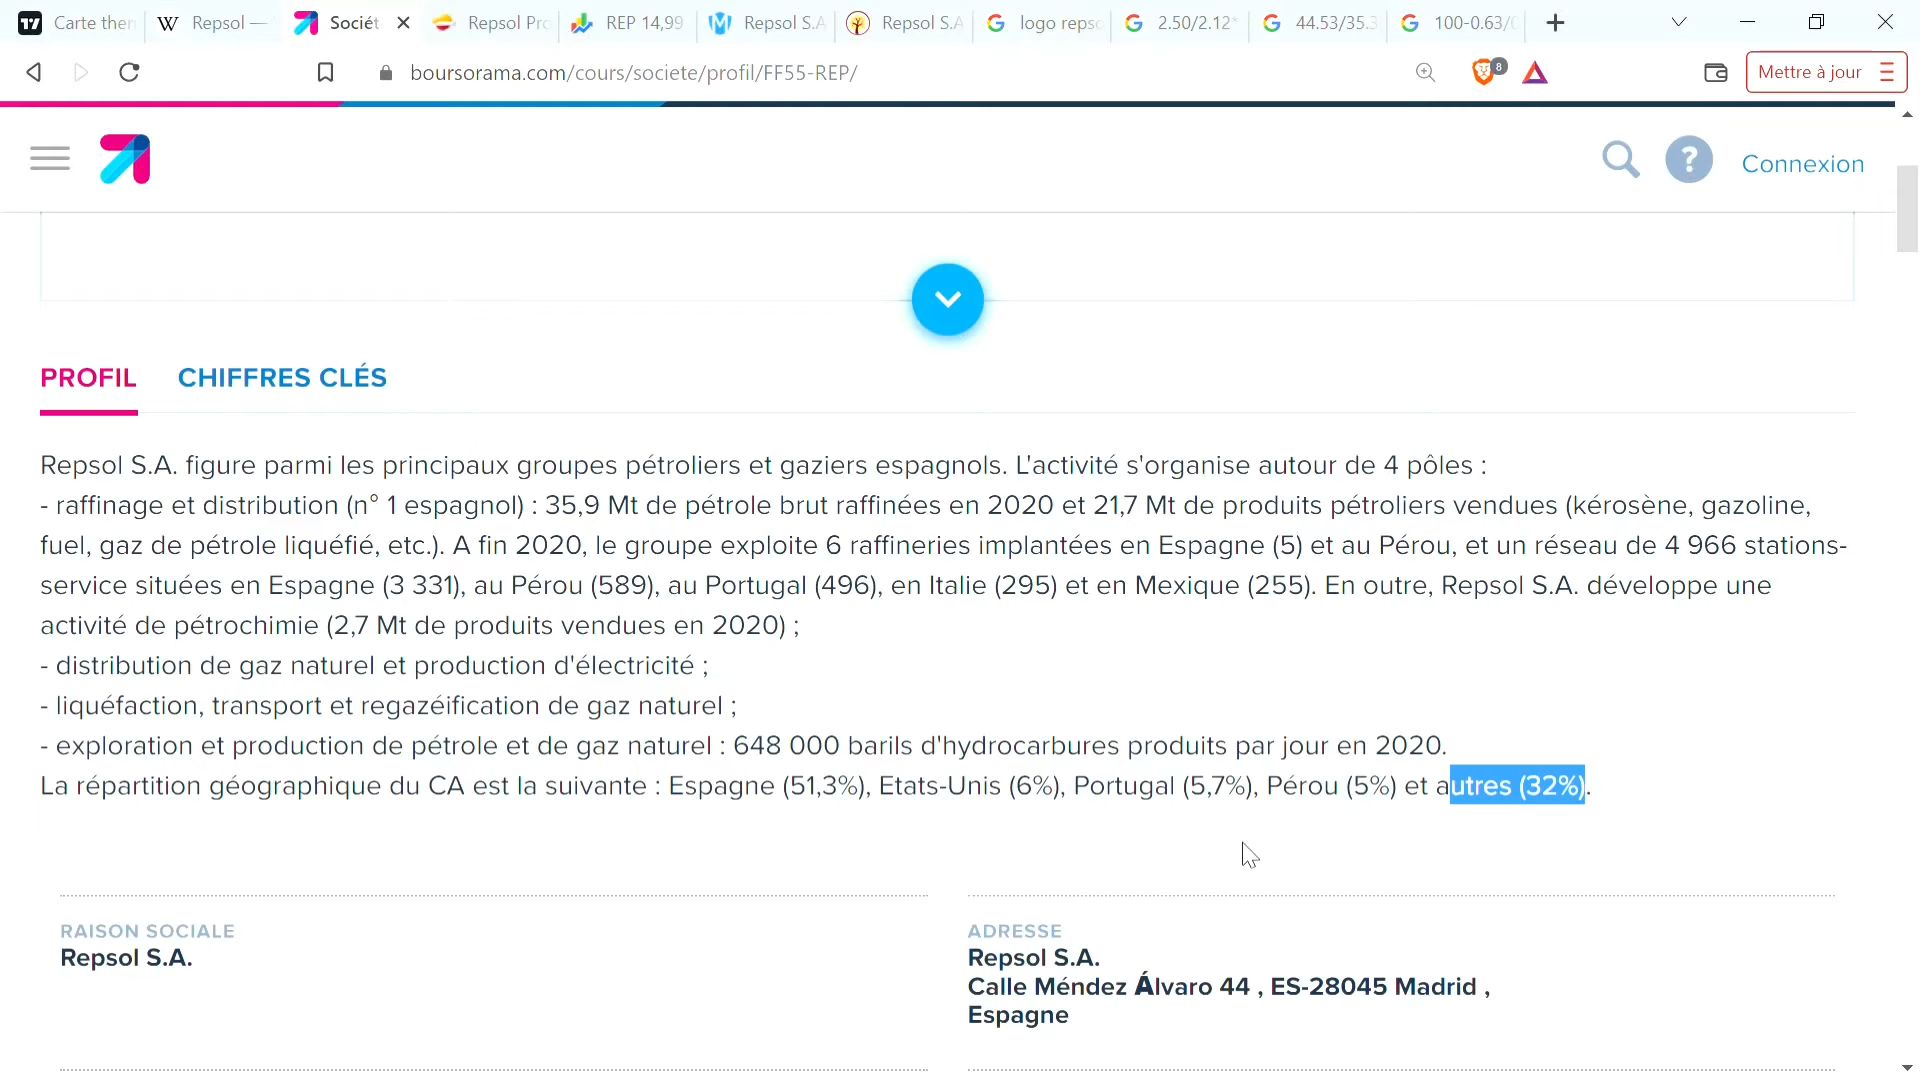 Carte them
W Repsol —
Sociét
Repsol Pro
REP 14,99
Repsol S.A
Repsol S.A
logo repso
2.50/2.12*
44.53/35.3
100-0.63/0
boursorama.com/cours/societe/profil/FF55-REP/
8
Mettre à jour
?
Connexion
PROFIL
CHIFFRES CLÉS
Repsol S.A. figure parmi les principaux groupes pétroliers et gaziers espagnols. L'activité s'organise autour de 4 pôles :
- raffinage et distribution (n° 1 espagnol) : 35,9 Mt de pétrole brut raffinées en 2020 et 21,7 Mt de produits pétroliers vendues (kérosène, gazoline,
fuel, gaz de pétrole liquéfié, etc.). A fin 2020, le groupe exploite 6 raffineries implantées en Espagne (5) et au Pérou, et un réseau de 4 966 stations-
service situées en Espagne (3 331), au Pérou (589), au Portugal (496), en Italie (295) et en Mexique (255). En outre, Repsol S.A. développe une
activité de pétrochimie (2,7 Mt de produits vendues en 2020) ;
- distribution de gaz naturel et production d'électricité ;
- liquéfaction, transport et regazéification de gaz naturel ;
- exploration et production de pétrole et de gaz naturel : 648 000 barils d'hydrocarbures produits par jour en 2020.
La répartition géographique du CA est la suivante : Espagne (51,3%), Etats-Unis (6%), Portugal (5,7%), Pérou (5%) et autres (32%).
RAISON SOCIALE
Repsol S.A.
ADRESSE
Repsol S.A.
Calle Méndez Álvaro 44 , ES-28045 Madrid ,
Espagne